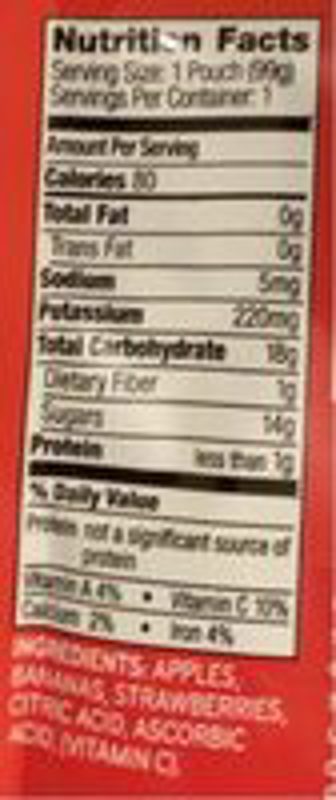 Nutrition Facts
Serving Size: 1 Pouch (99g)
Servings Per Container: 1
Amount Per Serving
Calories 80
Total Fat 0g
Trans Fat 0g
Sodium 5mg
Potassium 220mg
Total Carbohydrate 18g
Dietary Fiber 1g
Sugars 14g
Protein less than 1g
% Daily Value
Protein not a significant source of
protein
Vitamin A 4% • Vitamin C 10%
Calcium 2% • Iron 4%
INGREDIENTS: APPLES,
BANANAS, STRAWBERRIES,
CITRIC ACID, ASCORBIC
ACID (VITAMIN C).